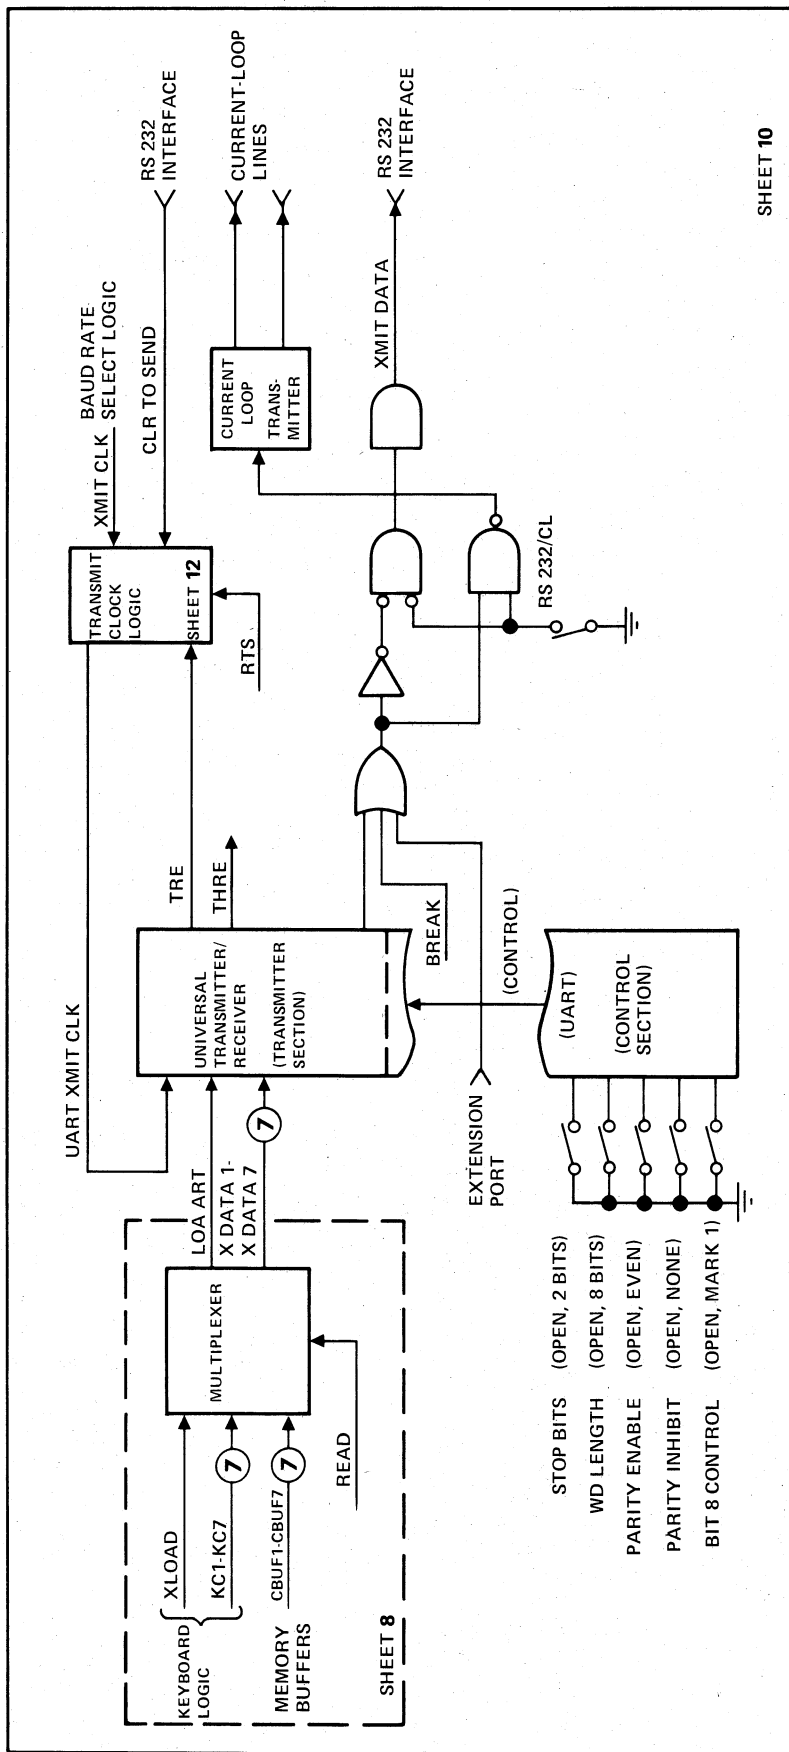 KEYBOARD
LOGIC
XLOAD
KC1-KC7
7
MEMORY
BUFFERS
CBUF1-CBUF7
7
READ
SHEET 8
MULTIPLEXER
LOA ART
X DATA 1-
X DATA 7
7
UART XMIT CLK
UNIVERSAL
TRANSMITTER/
RECEIVER
(TRANSMITTER
SECTION)
TRE
THRE
BREAK
EXTENSION
PORT
(CONTROL)
(UART)
(CONTROL
SECTION)
STOP BITS (OPEN, 2 BITS)
WD LENGTH (OPEN, 8 BITS)
PARITY ENABLE (OPEN, EVEN)
PARITY INHIBIT (OPEN, NONE)
BIT 8 CONTROL (OPEN, MARK 1)
TRANSMIT
CLOCK
LOGIC
SHEET 12
RTS
XMIT CLK
BAUD RATE
SELECT LOGIC
CLR TO SEND
RS 232
INTERFACE
CURRENT
LOOP
TRANS-
MITTER
CURRENT-LOOP
LINES
XMIT DATA
RS 232
INTERFACE
RS 232/CL
SHEET 10